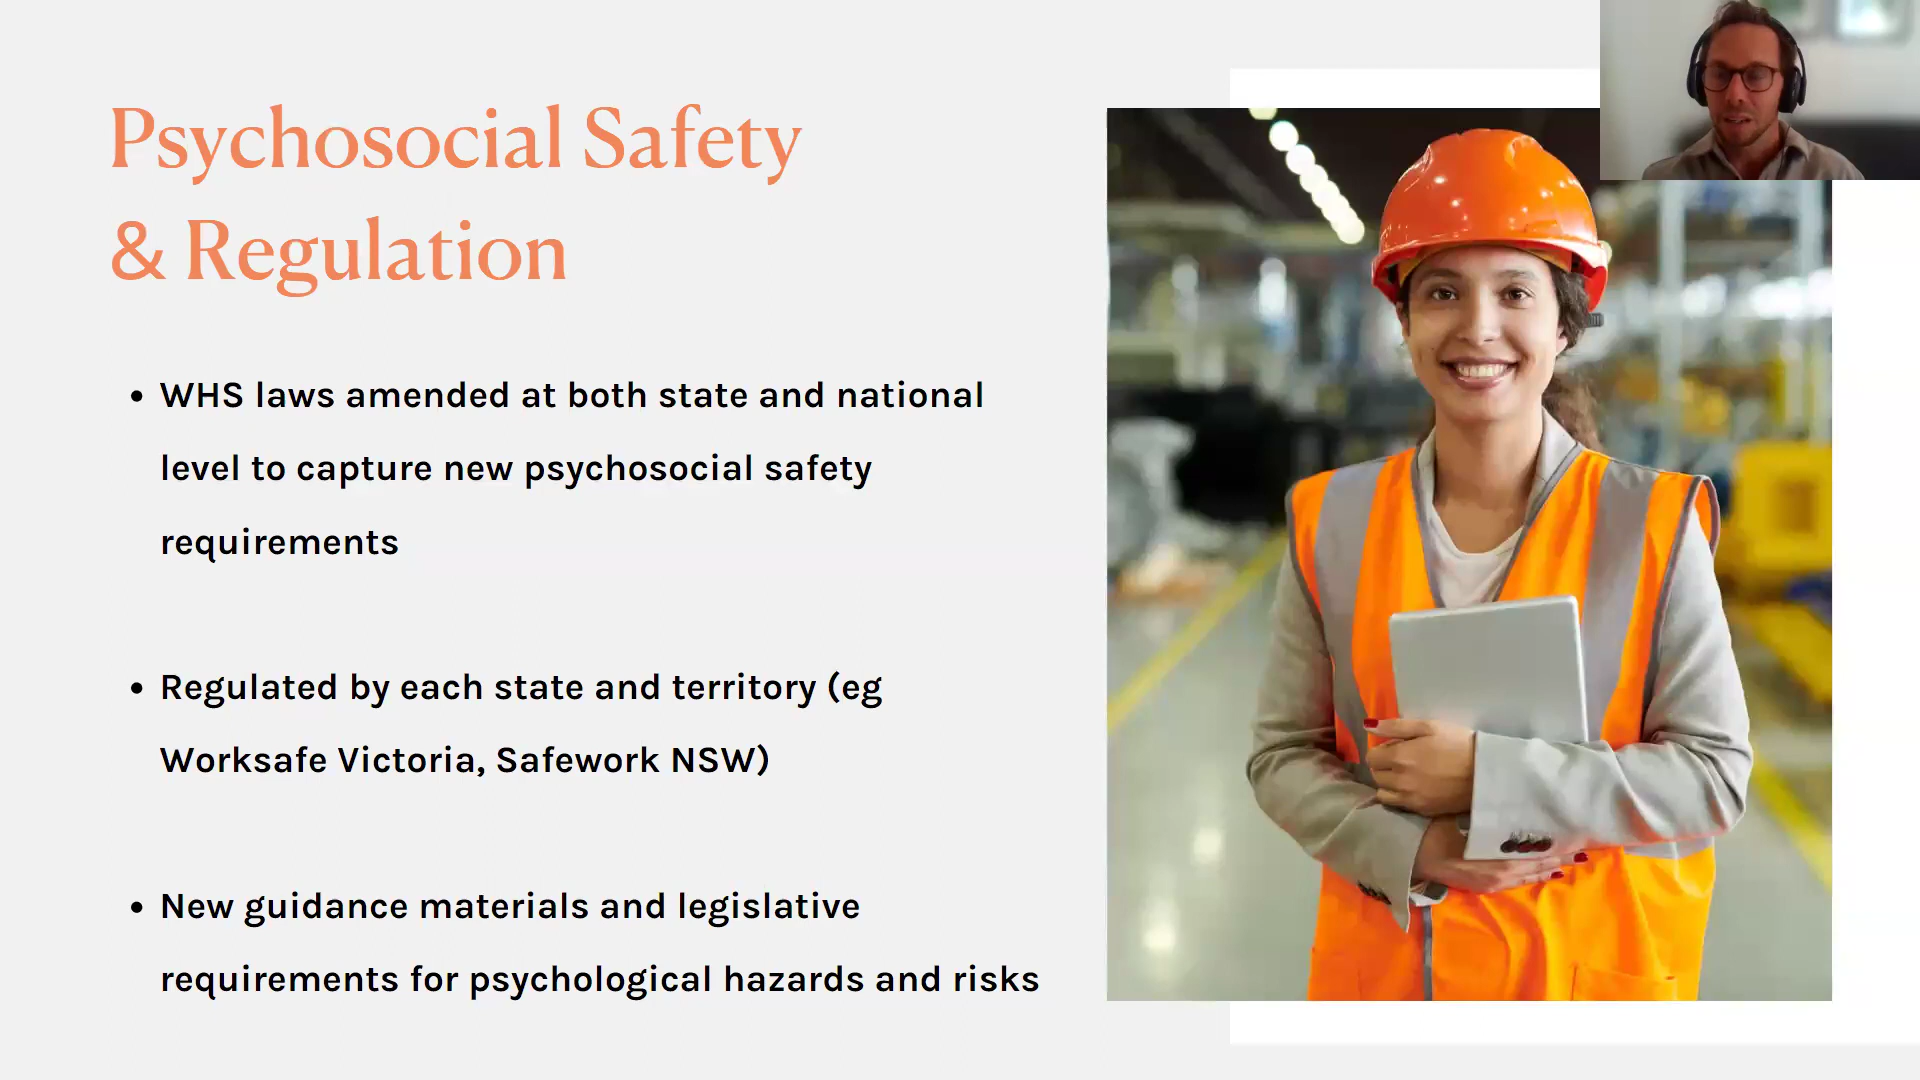 Psychosocial Safety
& Regulation
• WHS laws amended at both state and national
level to capture new psychosocial safety
requirements
• Regulated by each state and territory (eg
Worksafe Victoria, Safework NSW)
• New guidance materials and legislative
requirements for psychological hazards and risks